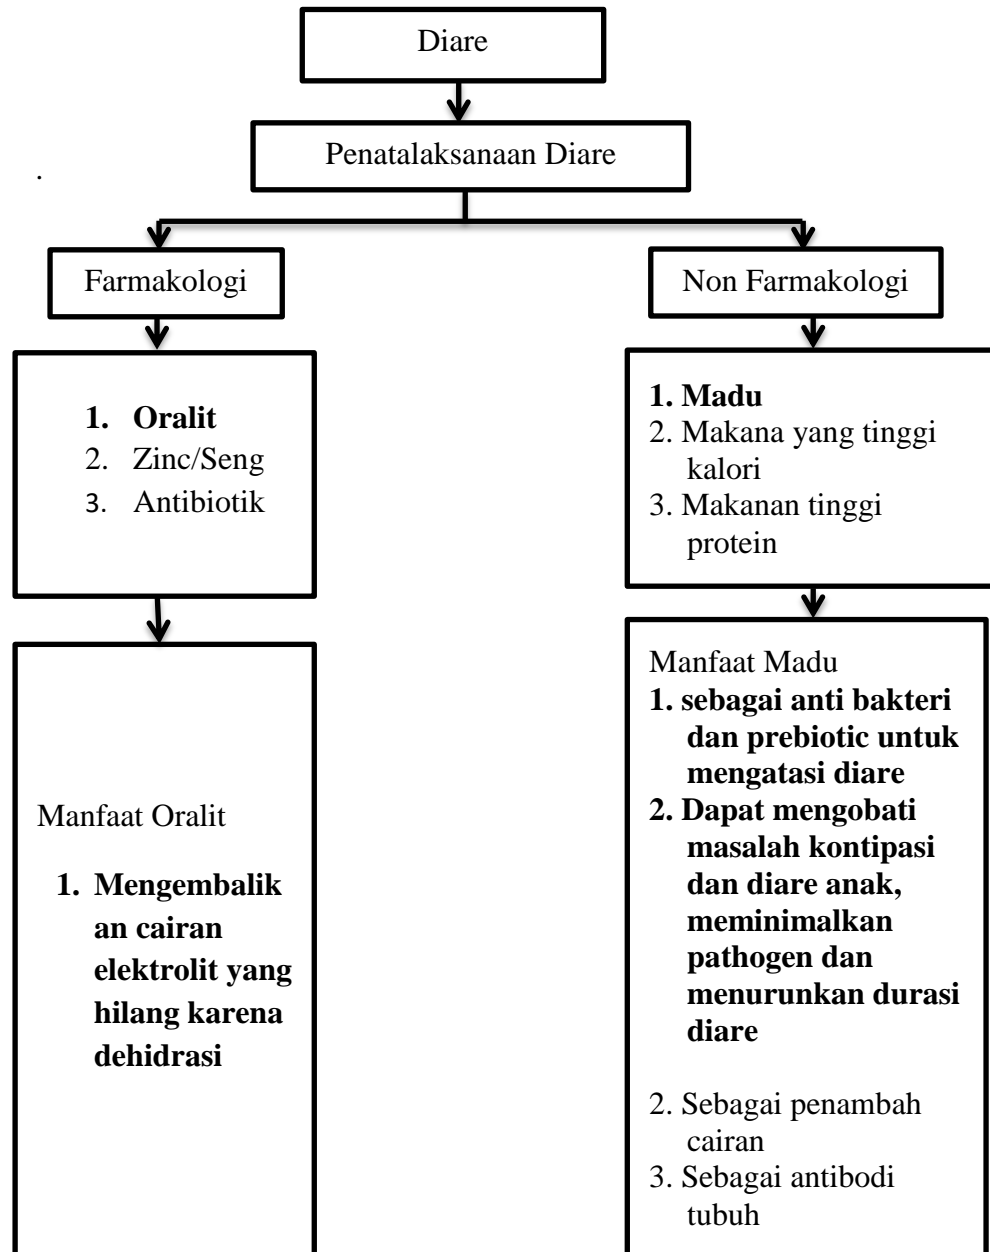 Diare
Penatalaksanaan Diare
.
Farmakologi
Non Farmakologi
1. Oralit
2. Zinc/Seng
3. Antibiotik
1. Madu
2. Makana yang tinggi
kalori
3. Makanan tinggi
protein
Manfaat Oralit
1. Mengembalik
an cairan
elektrolit yang
hilang karena
dehidrasi
Manfaat Madu
1. sebagai anti bakteri
dan prebiotic untuk
mengatasi diare
2. Dapat mengobati
masalah kontipasi
dan diare anak,
meminimalkan
pathogen dan
menurunkan durasi
diare
2. Sebagai penambah
cairan
3. Sebagai antibodi
tubuh